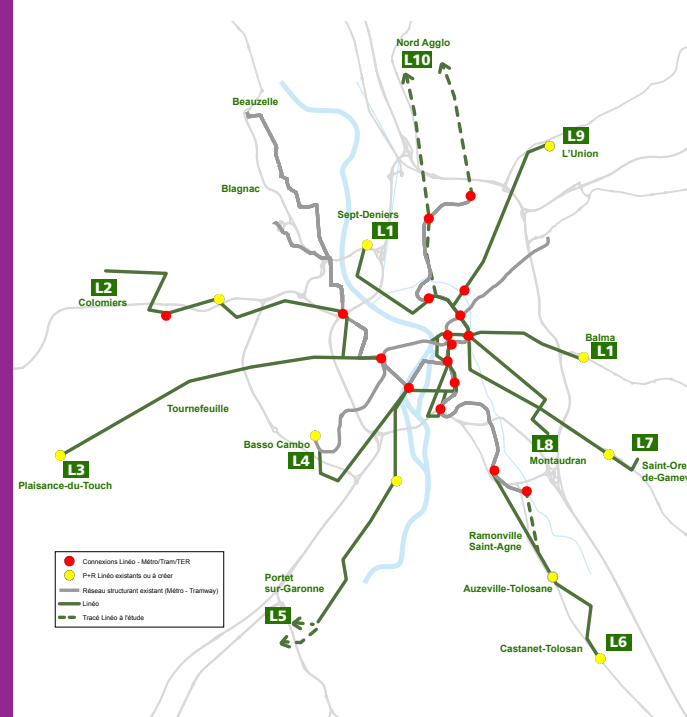 Nord Agglo
L10
Beauzelle
L9
L'Union
Blagnac
Sept-Deniers
L1
L2
Colomiers
Balma
L1
Tournefeuille
Basso Cambo
L4
L8
Montaudran
L7
Saint-Ore
de-Gamev
L3
Plaisance-du-Touch
Ramonville
Saint-Agne
Connexions Linéo - Métro/Tram/TER
P+R Linéo existants ou à créer
Réseau structurant existant (Métro - Tramway)
Linéo
Tracé Linéo à l'étude
Portet
sur-Garonne
L5
Auzeville-Tolosane
Castanet-Tolosan
L6